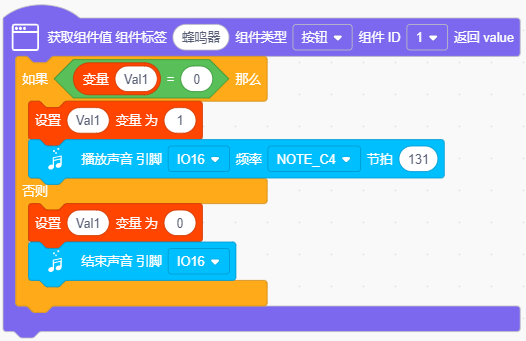 获取组件值 组件标签 蜂鸣器 组件类型 按钮 组件 ID 1 返回 value
如果 变量 Val1 = 0 那么
设置 Val1 变量 为 1
播放声音 引脚 IO16 频率 NOTE_C4 节拍 131
否则
设置 Val1 变量 为 0
结束声音 引脚 IO16